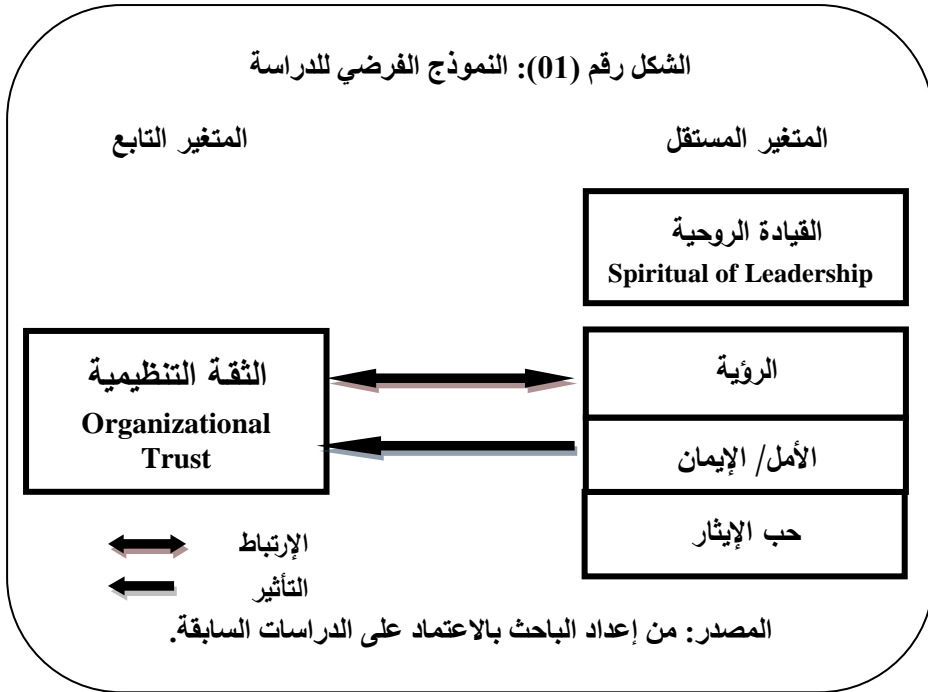 الشكل رقم (01): النموذج الفرضي للدراسة
المتغير المستقل
المتغير التابع
القيادة الروحية
Spiritual of Leadership
الرؤية
الأمل/ الإيمان
حب الإيثار
الثقة التنظيمية
Organizational
Trust
الإرتباط
التأثير
المصدر: من إعداد الباحث بالاعتماد على الدراسات السابقة.